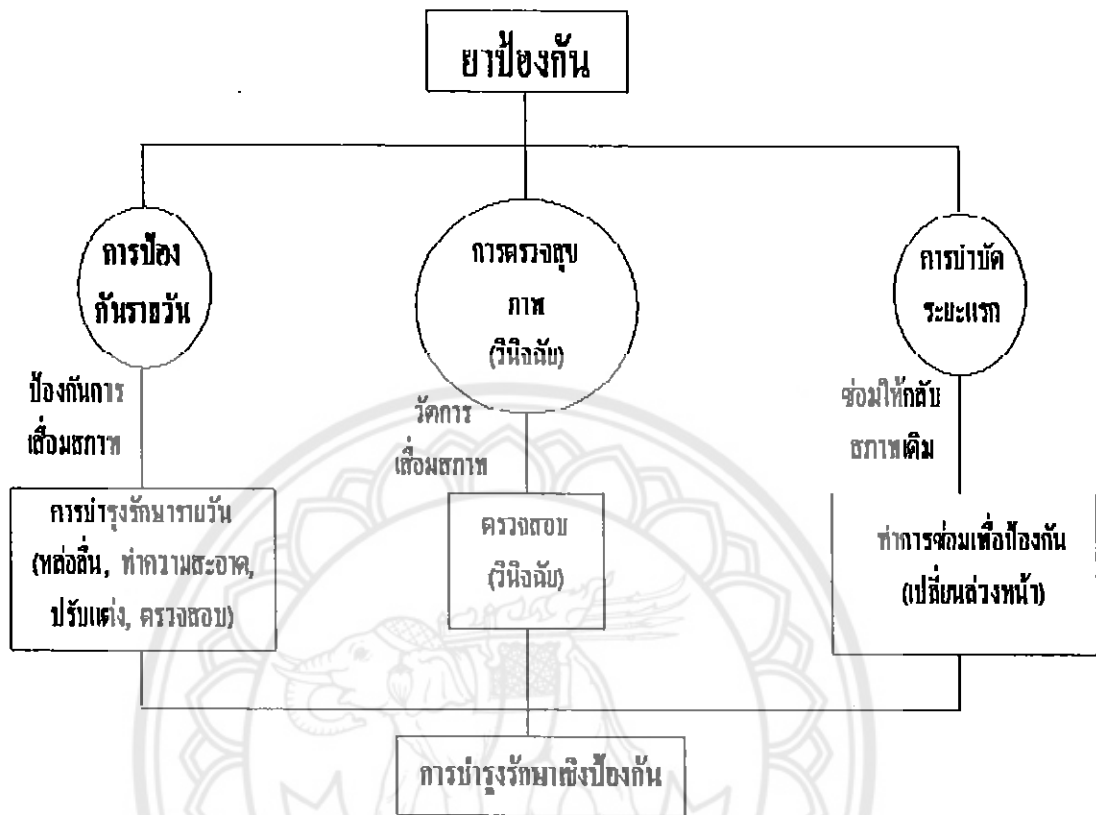 ยาป้องกัน
การป้อง
กันรายวัน
การตรวจสุข
ภาพ
(วินิจฉัย)
การบำบัด
ระยะแรก
ป้องกันการ
เสื่อมสภาพ
วัดการ
เสื่อมสภาพ
ซ่อมให้กลับ
สภาพเดิม
การบำรุงรักษารายวัน
(หล่อลื่น, ทำความสะอาด,
ปรับแต่ง, ตรวจสอบ)
ตรวจสอบ
(วินิจฉัย)
ทำการซ่อมเพื่อป้องกัน
(เปลี่ยนล่วงหน้า)
การบำรุงรักษาเชิงป้องกัน